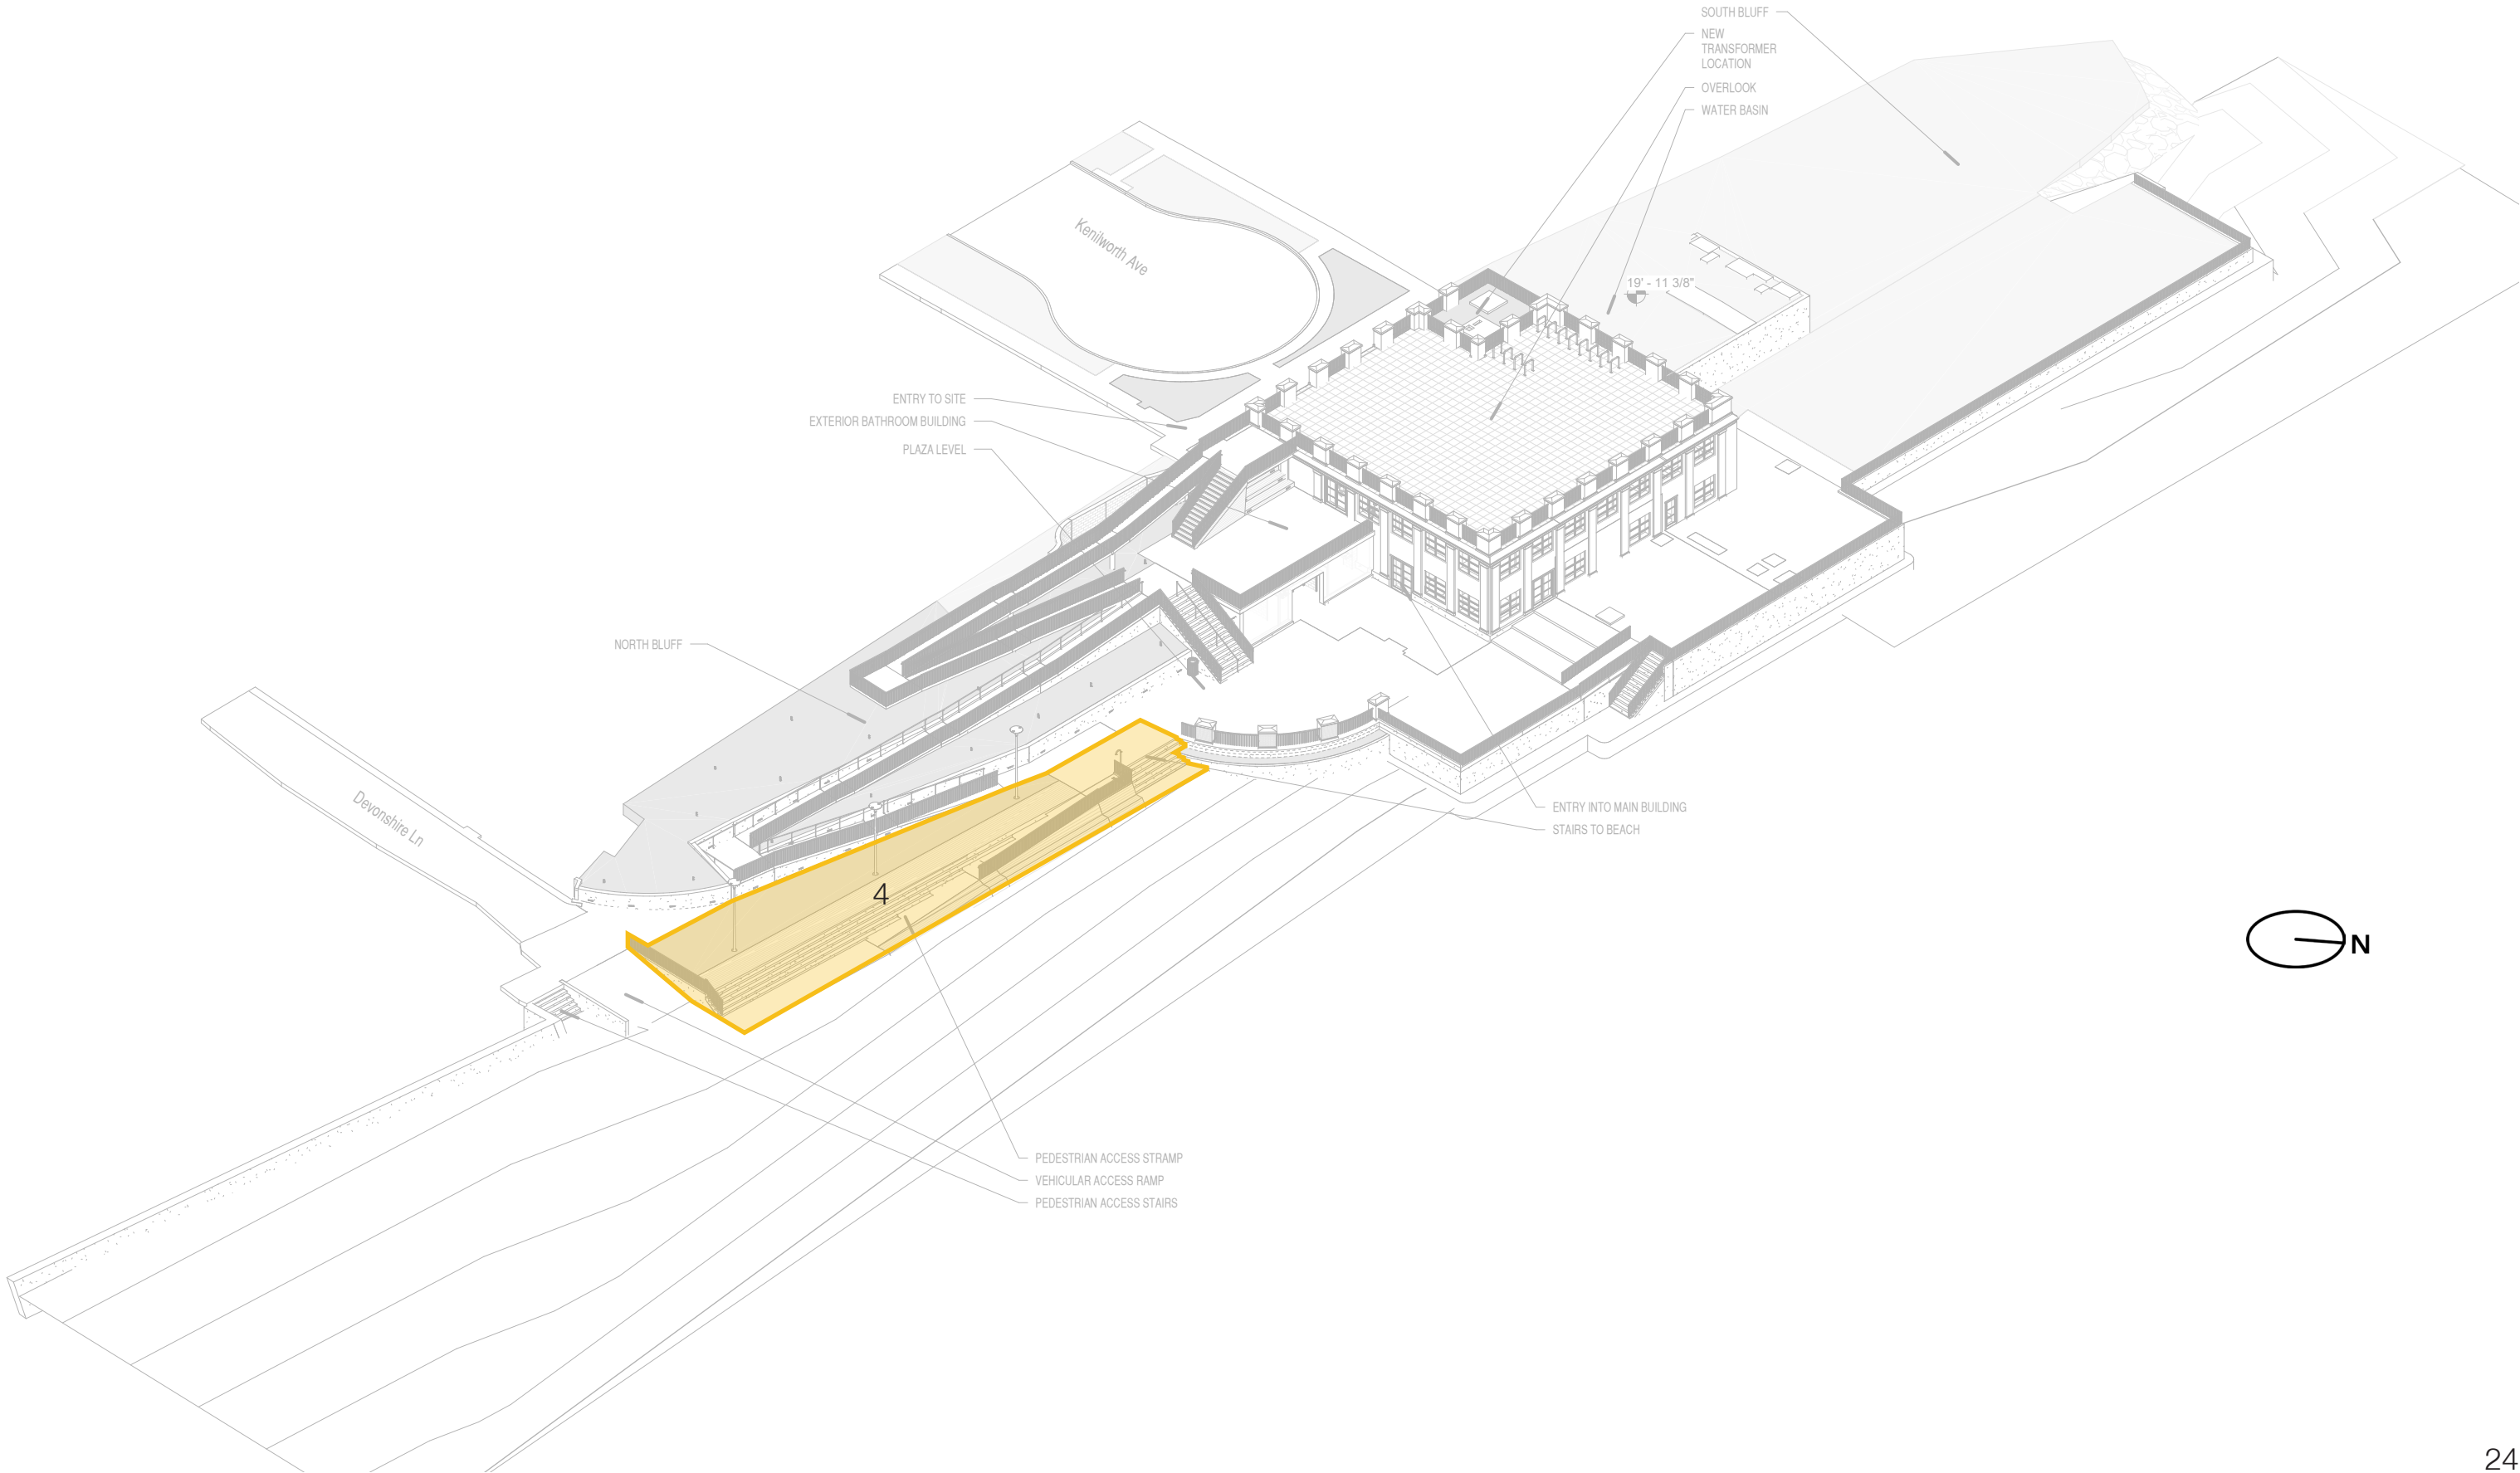 SOUTH BLUFF
NEW
TRANSFORMER
LOCATION
OVERLOOK
WATER BASIN
Kenilworth Ave
19' - 11 3/8"
ENTRY TO SITE
EXTERIOR BATHROOM BUILDING
PLAZA LEVEL
NORTH BLUFF
Devonshire Ln
4
ENTRY INTO MAIN BUILDING
STAIRS TO BEACH
N
PEDESTRIAN ACCESS STRAMP
VEHICULAR ACCESS RAMP
PEDESTRIAN ACCESS STAIRS
24